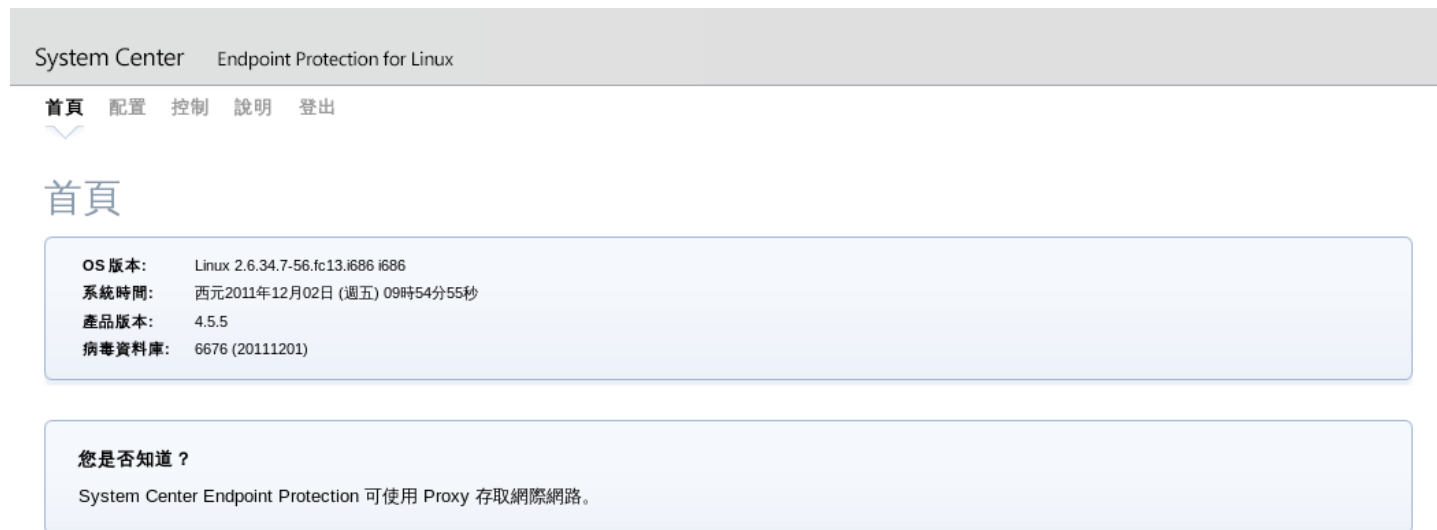 System Center Endpoint Protection for Linux
首頁 配置 控制 說明 登出
首頁
OS 版本: Linux 2.6.34.7-56.fc13.i686 i686
系統時間: 西元2011年12月02日 (週五) 09時54分55秒
產品版本: 4.5.5
病毒資料庫: 6676 (20111201)
您是否知道？
System Center Endpoint Protection 可使用 Proxy 存取網際網路。